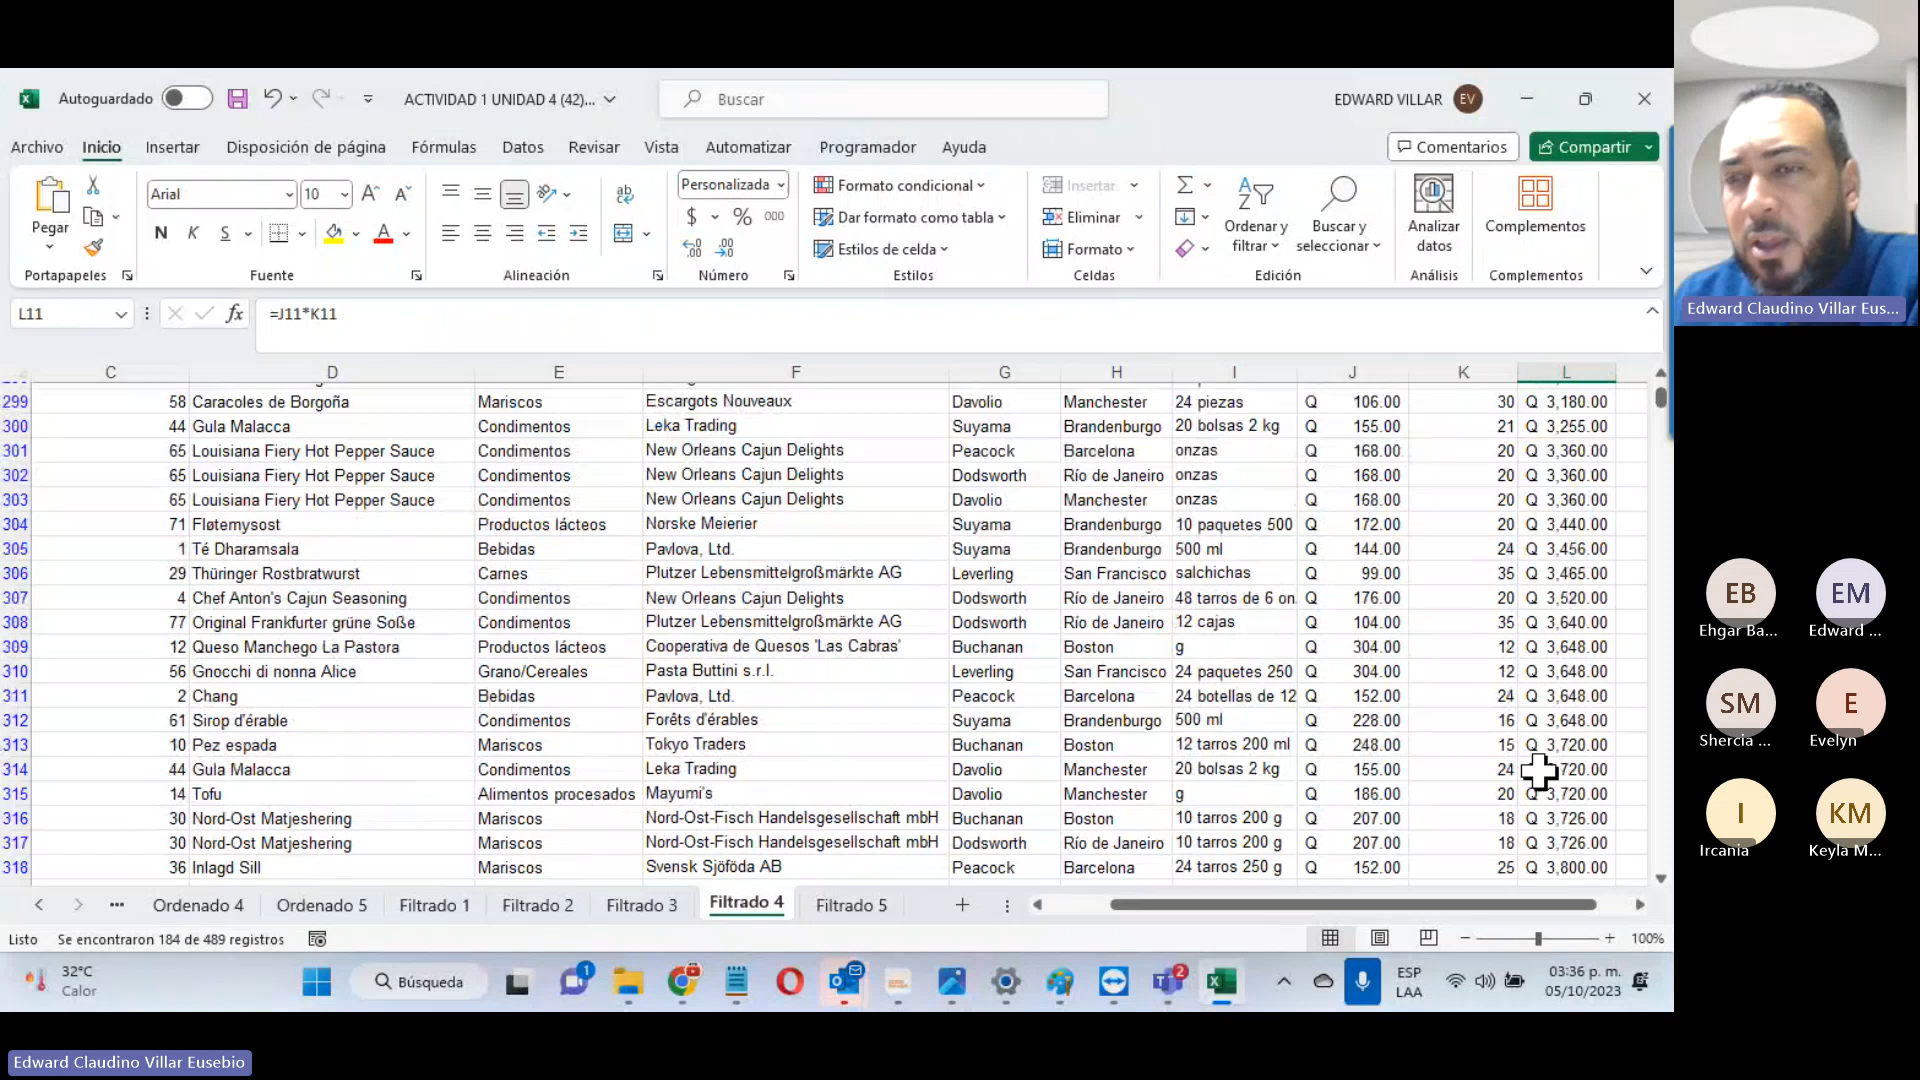 Autoguardado
ACTIVIDAD 1 UNIDAD 4 (42)...
Buscar
EDWARD VILLAR
EV
Archivo Inicio Insertar Disposición de página Fórmulas Datos Revisar Vista Automatizar Programador Ayuda
Comentarios
Compartir
Pegar
Portapapeles
Arial
10
N K S
Fuente
Alineación
Personalizada
$ % 000
Número
Formato condicional
Dar formato como tabla
Estilos de celda
Estilos
Insertar
Eliminar
Formato
Celdas
Ordenar y filtrar
Buscar y seleccionar
Edición
Analizar datos
Análisis
Complementos
Complementos
L11
fx
=J11*K11
C D E F G H I J K L
299 58 Caracoles de Borgoña Mariscos Escargots Nouveaux Davolio Manchester 24 piezas Q 106.00 30 Q 3,180.00
300 44 Gula Malacca Condimentos Leka Trading Suyama Brandenburgo 20 bolsas 2 kg Q 155.00 21 Q 3,255.00
301 65 Louisiana Fiery Hot Pepper Sauce Condimentos New Orleans Cajun Delights Peacock Barcelona onzas Q 168.00 20 Q 3,360.00
302 65 Louisiana Fiery Hot Pepper Sauce Condimentos New Orleans Cajun Delights Dodsworth Río de Janeiro onzas Q 168.00 20 Q 3,360.00
303 65 Louisiana Fiery Hot Pepper Sauce Condimentos New Orleans Cajun Delights Davolio Manchester onzas Q 168.00 20 Q 3,360.00
304 71 Fløtemysost Productos lácteos Norske Meierier Suyama Brandenburgo 10 paquetes 500 Q 172.00 20 Q 3,440.00
305 1 Té Dharamsala Bebidas Pavlova, Ltd. Suyama Brandenburgo 500 ml Q 144.00 24 Q 3,456.00
306 29 Thüringer Rostbratwurst Carnes Plutzer Lebensmittelgroßmärkte AG Leverling San Francisco salchichas Q 99.00 35 Q 3,465.00
307 4 Chef Anton's Cajun Seasoning Condimentos New Orleans Cajun Delights Dodsworth Río de Janeiro 48 tarros de 6 on Q 176.00 20 Q 3,520.00
308 77 Original Frankfurter grüne Soße Condimentos Plutzer Lebensmittelgroßmärkte AG Dodsworth Río de Janeiro 12 cajas Q 104.00 35 Q 3,640.00
309 12 Queso Manchego La Pastora Productos lácteos Cooperativa de Quesos 'Las Cabras' Buchanan Boston g Q 304.00 12 Q 3,648.00
310 56 Gnocchi di nonna Alice Grano/Cereales Pasta Buttini s.r.l. Leverling San Francisco 24 paquetes 250 Q 304.00 12 Q 3,648.00
311 2 Chang Bebidas Pavlova, Ltd. Peacock Barcelona 24 botellas de 12 Q 152.00 24 Q 3,648.00
312 61 Sirop d'érable Condimentos Forêts d'érables Suyama Brandenburgo 500 ml Q 228.00 16 Q 3,648.00
313 10 Pez espada Mariscos Tokyo Traders Buchanan Boston 12 tarros 200 ml Q 248.00 15 Q 3,720.00
314 44 Gula Malacca Condimentos Leka Trading Davolio Manchester 20 bolsas 2 kg Q 155.00 24 720.00
315 14 Tofu Alimentos procesados Mayumi's Davolio Manchester g Q 186.00 20 Q 3,720.00
316 30 Nord-Ost Matjeshering Mariscos Nord-Ost-Fisch Handelsgesellschaft mbH Buchanan Boston 10 tarros 200 g Q 207.00 18 Q 3,726.00
317 30 Nord-Ost Matjeshering Mariscos Nord-Ost-Fisch Handelsgesellschaft mbH Dodsworth Río de Janeiro 10 tarros 200 g Q 207.00 18 Q 3,726.00
318 36 Inlagd Sill Mariscos Svensk Sjöföda AB Peacock Barcelona 24 tarros 250 g Q 152.00 25 Q 3,800.00
... Ordenado 4 Ordenado 5 Filtrado 1 Filtrado 2 Filtrado 3 Filtrado 4 Filtrado 5
Listo Se encontraron 184 de 489 registros
100%
32°C
Calor
Búsqueda
1
2
ESP
LAA
03:36 p. m.
05/10/2023
Edward Claudino Villar Eus...
EB
Ehgar Ba...
EM
Edward ...
SM
Shercia ...
E
Evelyn
I
Ircania
KM
Keyla M...
Edward Claudino Villar Eusebio